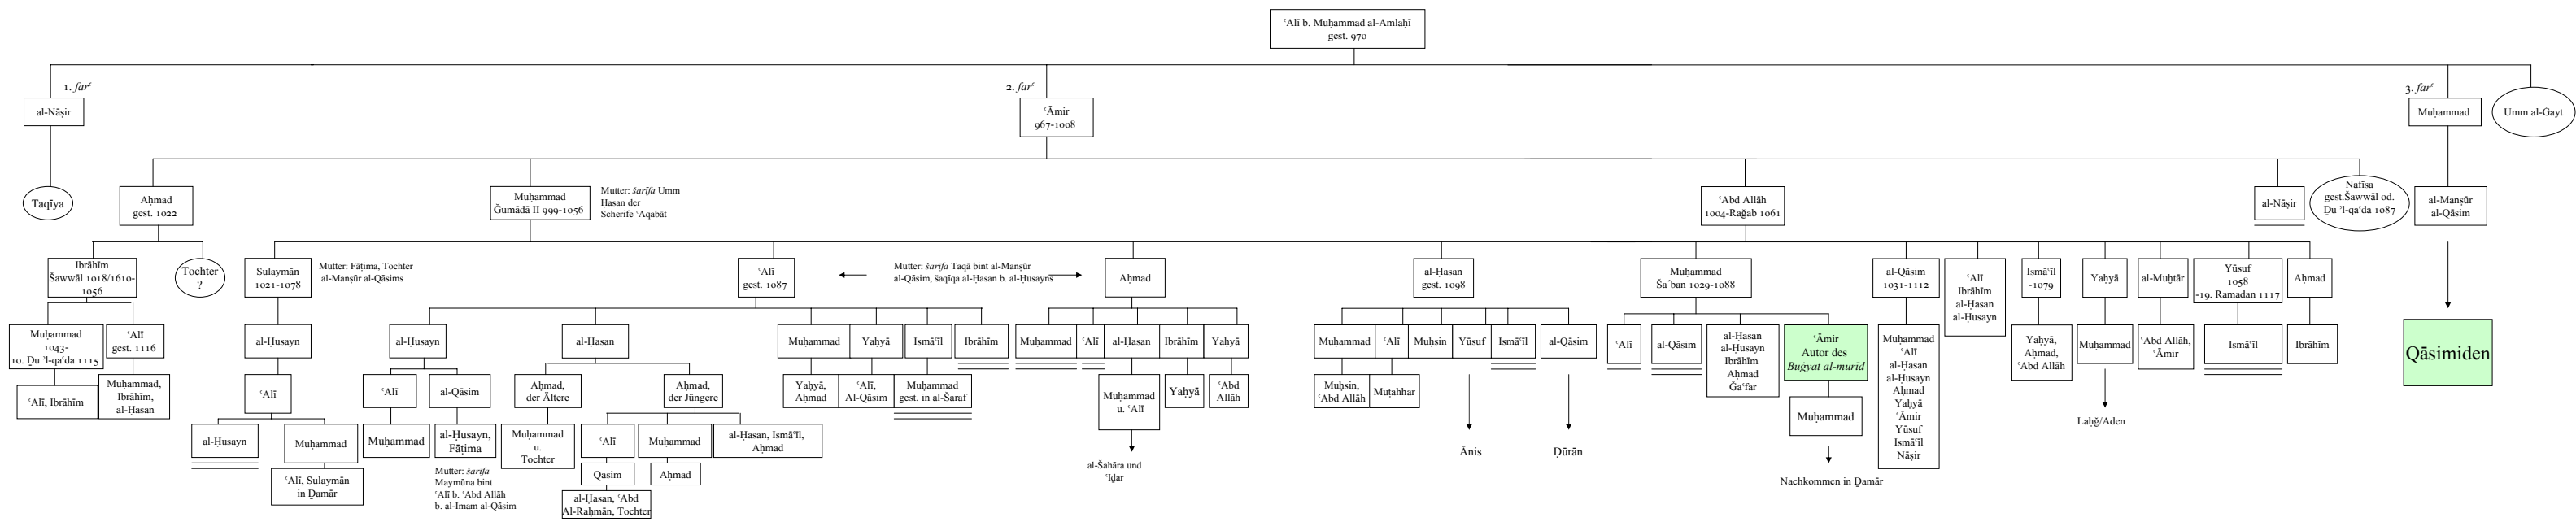 ʿAlī b. Muḥammad al-Amlaḥī
gest. 970
1. farʿ
2. farʿ
3. farʿ
al-Nāṣir
ʿĀmir
967-1008
Muḥammad
Umm al-Ġayt
Taqīya
Aḥmad
gest. 1022
Muḥammad
Ğumādā II 999-1056
Mutter: šarīfa Umm
Ḥasan der
Scherife ʿAqabāt
ʿAbd Allāh
1004-Rağab 1061
al-Nāṣir
Nafīsa
gest.Šawwāl od.
Ḏu ʾl-qaʿda 1087
al-Manṣūr
al-Qāsim
Ibrāhīm
Šawwāl 1018/1610-
1056
Tochter
?
Sulaymān
1021-1078
Mutter: Fāṭima, Tochter
al-Manṣūr al-Qāsims
ʿAlī
gest. 1087
Mutter: šarīfa Taqā bint al-Manṣūr
al-Qāsim, šaqīqa al-Ḥasan b. al-Ḥusayns
Aḥmad
al-Ḥasan
gest. 1098
Muḥammad
Šaʿban 1029-1088
al-Qāsim
1031-1112
ʿAlī
Ibrāhīm
al-Ḥasan
al-Ḥusayn
Ismāʿīl
-1079
Yaḥyā
al-Muḥtār
Yūsuf
1058
-19. Ramadan 1117
Aḥmad
Muḥammad
1043-
10. Ḏu ʾl-qaʿda 1115
ʿAlī
gest. 1116
al-Ḥusayn
al-Ḥusayn
al-Ḥasan
Muḥammad
Yaḥyā
Ismāʿīl
Ibrāhīm
Muḥammad
ʿAlī
al-Ḥasan
Ibrāhīm
Yaḥyā
Muḥammad
ʿAlī
Muḥsin
Yūsuf
Ismāʿīl
al-Qāsim
ʿAlī
al-Qāsim
al-Ḥasan
al-Ḥusayn
Ibrāhīm
Aḥmad
Ğaʿfar
ʿĀmir
Autor des
Buġyat al-murīd
Muḥammad
ʿAlī
al-Ḥasan
al-Ḥusayn
Aḥmad
Yaḥyā
ʿĀmir
Yūsuf
Ismāʿīl
Nāṣir
Yaḥyā,
Aḥmad,
ʿAbd Allāh
Muḥammad
ʿAbd Allāh,
ʿĀmir
Ismāʿīl
Ibrāhīm
Qāsimiden
ʿAlī, Ibrāhīm
Muḥammad,
Ibrāhīm,
al-Ḥasan
ʿAlī
ʿAlī
al-Qāsim
Aḥmad,
der Ältere
Aḥmad,
der Jüngere
Yaḥyā,
Aḥmad
ʿAlī,
Al-Qāsim
Muḥammad
gest. in al-Šaraf
Muḥammad
u. ʿAlī
Yaḥyā
ʿAbd
Allāh
Muḥsin,
ʿAbd Allāh
Muṭahhar
Muḥammad
Laḥğ/Aden
al-Ḥusayn
Muḥammad
Muḥammad
al-Ḥusayn,
Fāṭima
Muḥammad
u.
Tochter
ʿAlī
Muḥammad
al-Ḥasan, Ismāʿīl,
Aḥmad
Ānis
Ḍūrān
ʿAlī, Sulaymān
in Ḏamār
Mutter: šarīfa
Maymūna bint
ʿAlī b. ʿAbd Allāh
b. al-Imam al-Qāsim
Qasim
Aḥmad
al-Šahāra und
ʿIḏar
Nachkommen in Ḏamār
al-Ḥasan, ʿAbd
Al-Raḥmān, Tochter